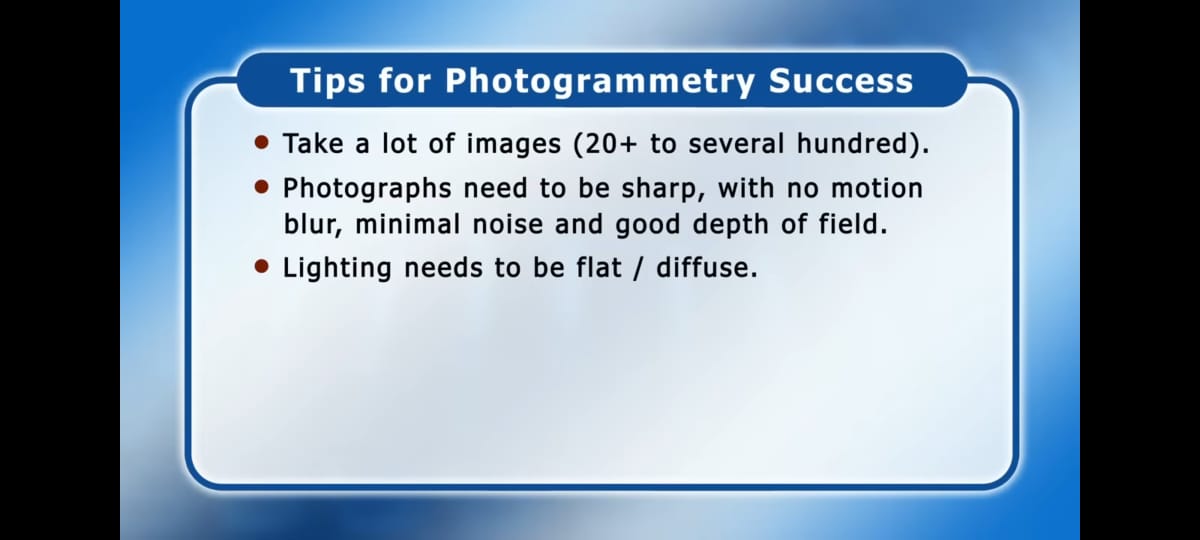 Tips for Photogrammetry Success
• Take a lot of images (20+ to several hundred).
• Photographs need to be sharp, with no motion
blur, minimal noise and good depth of field.
• Lighting needs to be flat / diffuse.